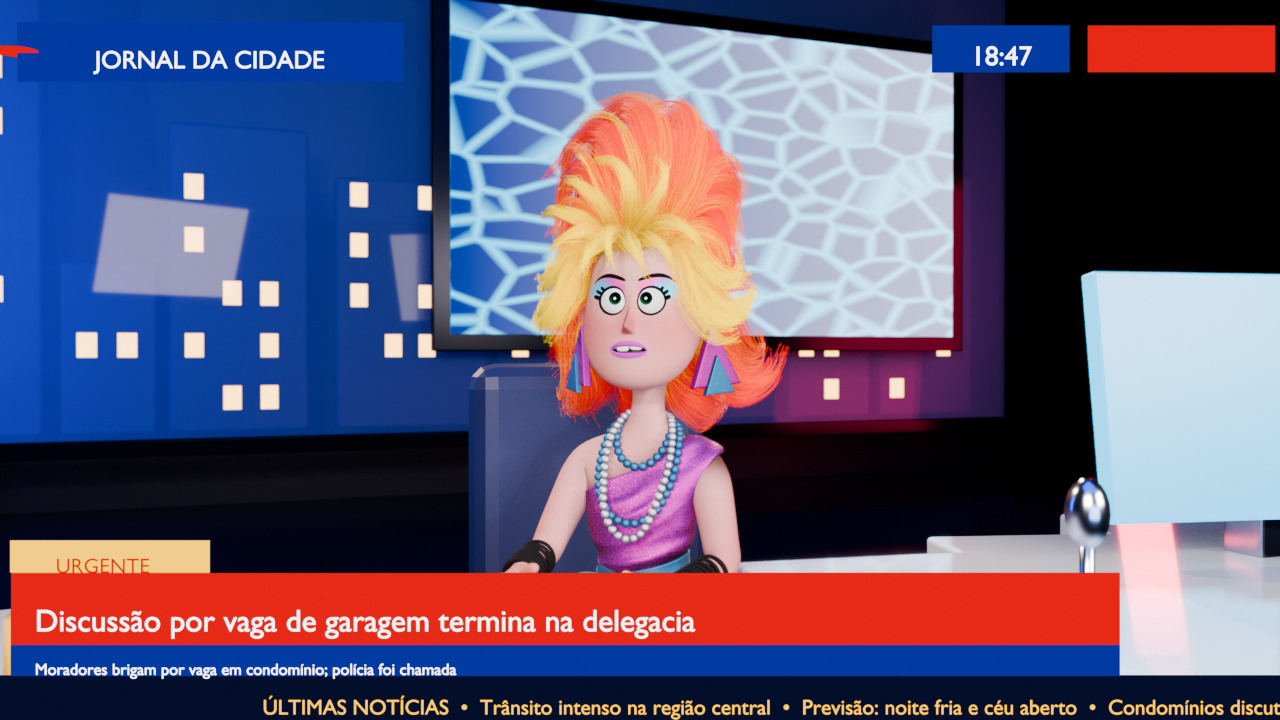 JORNAL DA CIDADE
18:47
URGENTE
Discussão por vaga de garagem termina na delegacia
Moradores brigam por vaga em condomínio; polícia foi chamada
ÚLTIMAS NOTÍCIAS • Trânsito intenso na região central • Previsão: noite fria e céu aberto • Condomínios discut